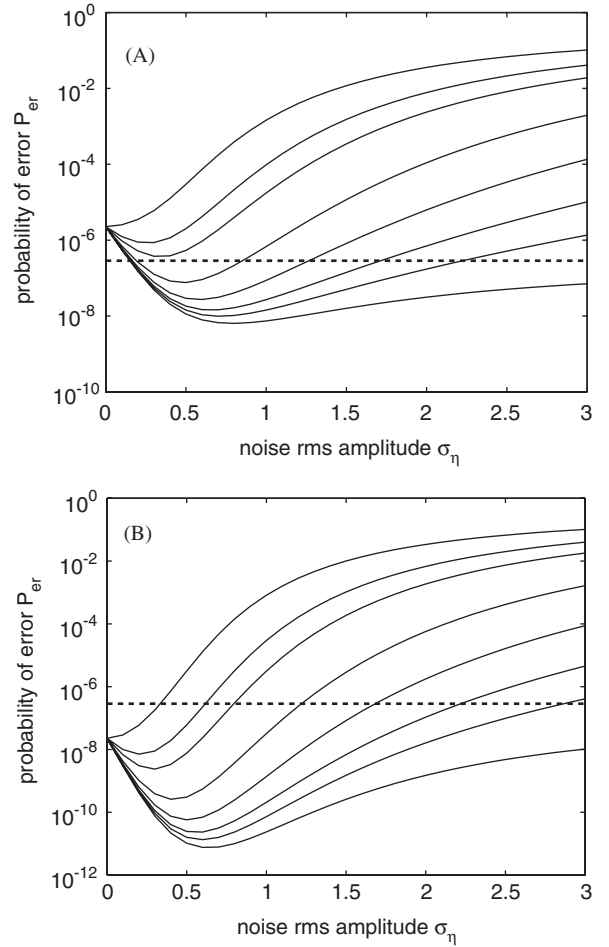 (A)
10^0
10^-2
10^-4
10^-6
10^-8
10^-10
probability of error P_er
0 0.5 1 1.5 2 2.5 3
noise rms amplitude σ_η
(B)
10^0
10^-2
10^-4
10^-6
10^-8
10^-10
10^-12
probability of error P_er
0 0.5 1 1.5 2 2.5 3
noise rms amplitude σ_η